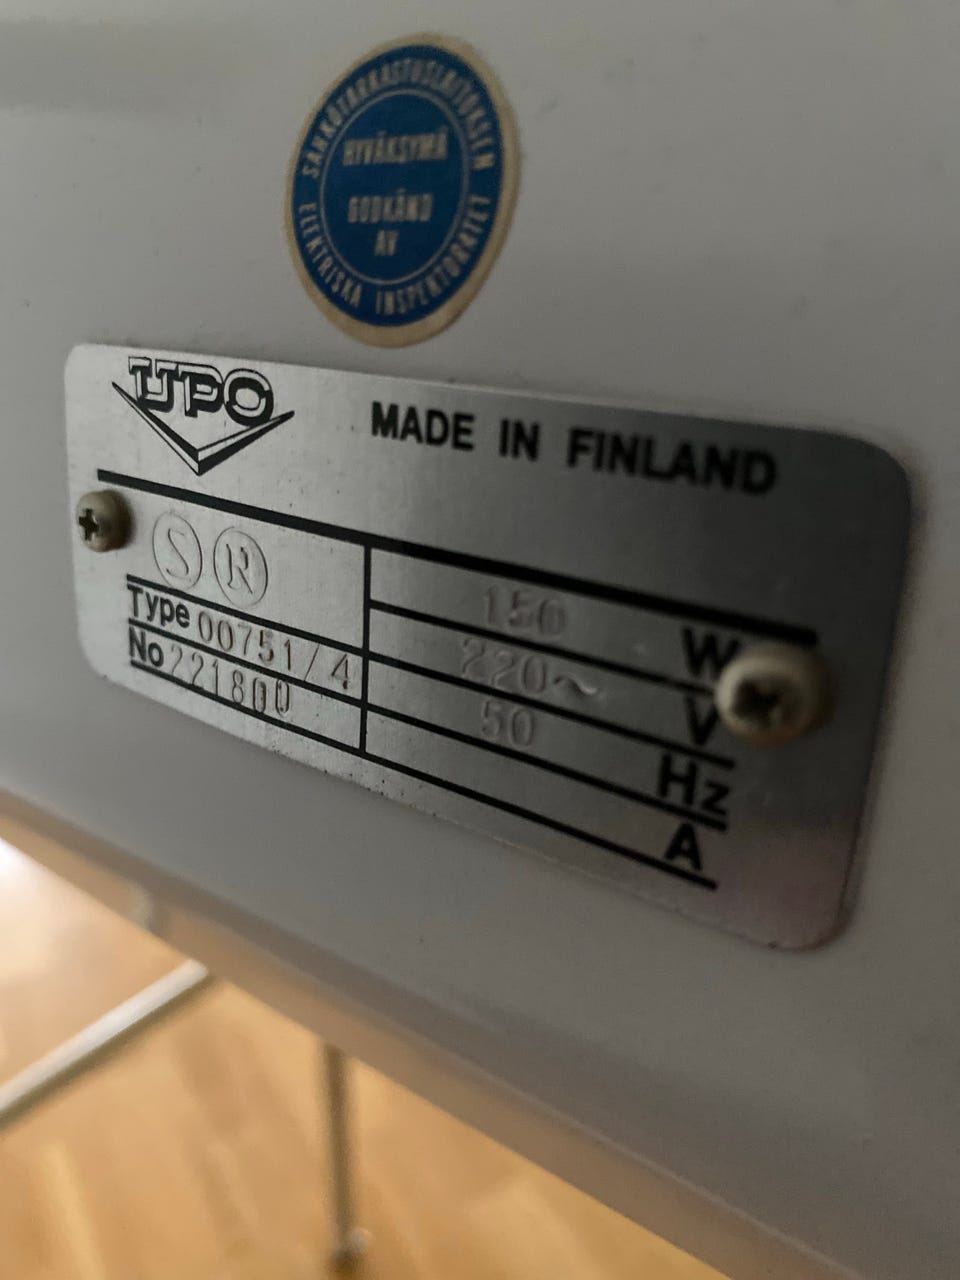 SÄHKÖTARKASTUSLAITOKSEN
HYVÄKSYMÄ
GODKÄND
AV
ELEKTRISKA INSPEKTORATET
UPO
MADE IN FINLAND
S R
150 W
Type 00751/4
220~ V
No 221800
50 Hz
A